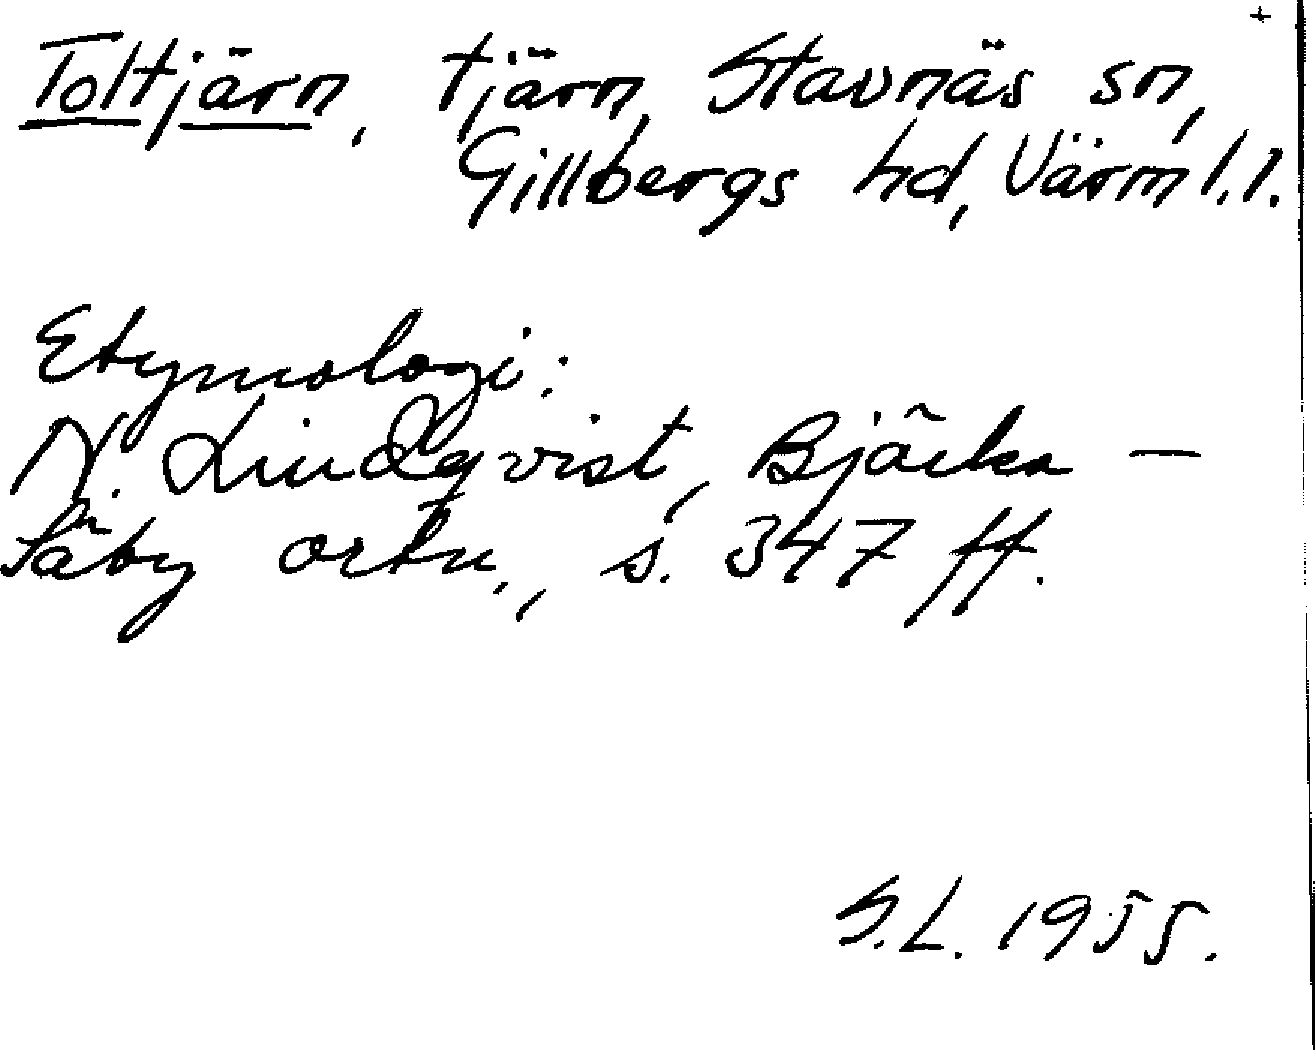 +
Toltjärn, tjärn, Stavnäs sn,
Gillbergs hd, Värml.l.
Etymologi:
N. Lindqvist, Bjärka —
Säby ortn., s. 347 ff.
S.L. 1955.